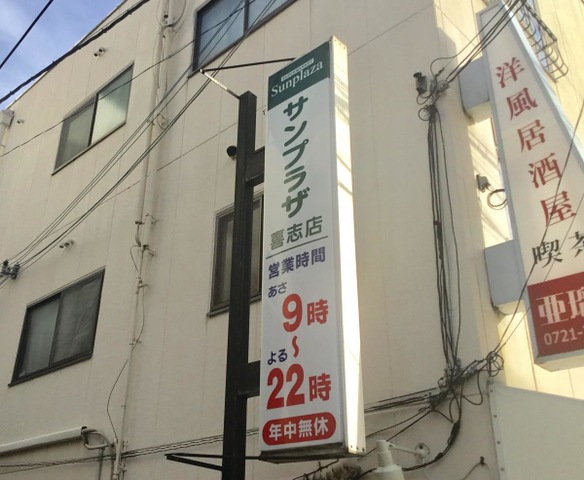 Sunplaza
サンプラザ
喜志店
営業時間
あさ
9時
〜
よる
22時
年中無休
洋風居酒屋
喫茶
0721-